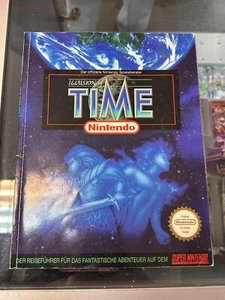 Der offizielle Nintendo Spieleberater
ILLUSION OF
TIME
Nintendo
DER REISEFÜHRER FÜR DAS FANTASTISCHE ABENTEUER AUF DEM
SUPER NINTENDO